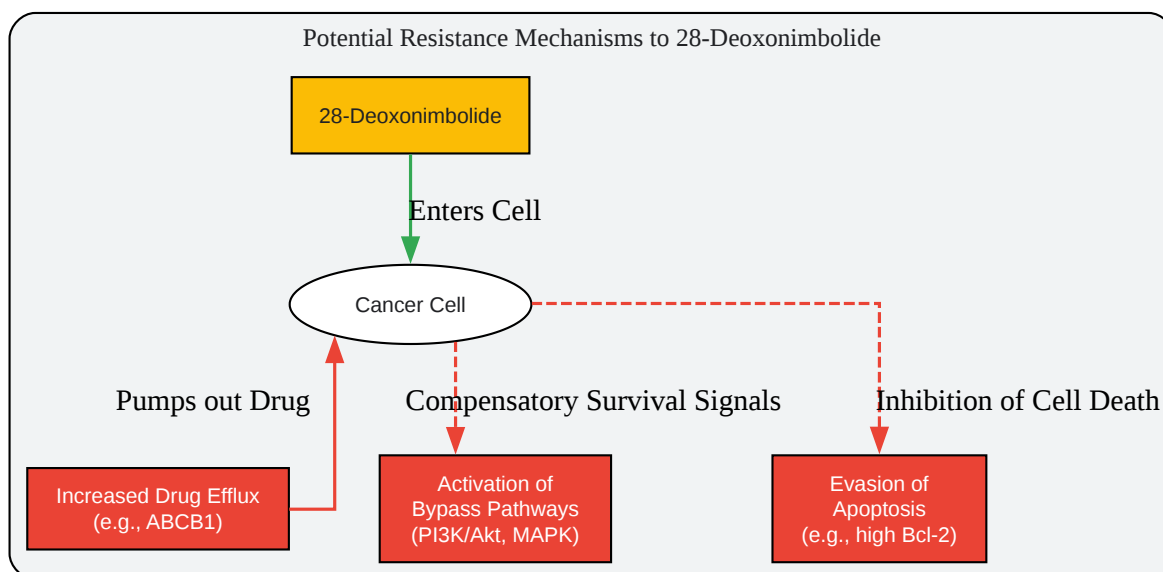 Potential Resistance Mechanisms to 28-Deoxonimbolide
28-Deoxonimbolide
Enters Cell
Cancer Cell
Pumps out Drug
Compensatory Survival Signals
Inhibition of Cell Death
Increased Drug Efflux
(e.g., ABCB1)
Activation of
Bypass Pathways
(PI3K/Akt, MAPK)
Evasion of
Apoptosis
(e.g., high Bcl-2)